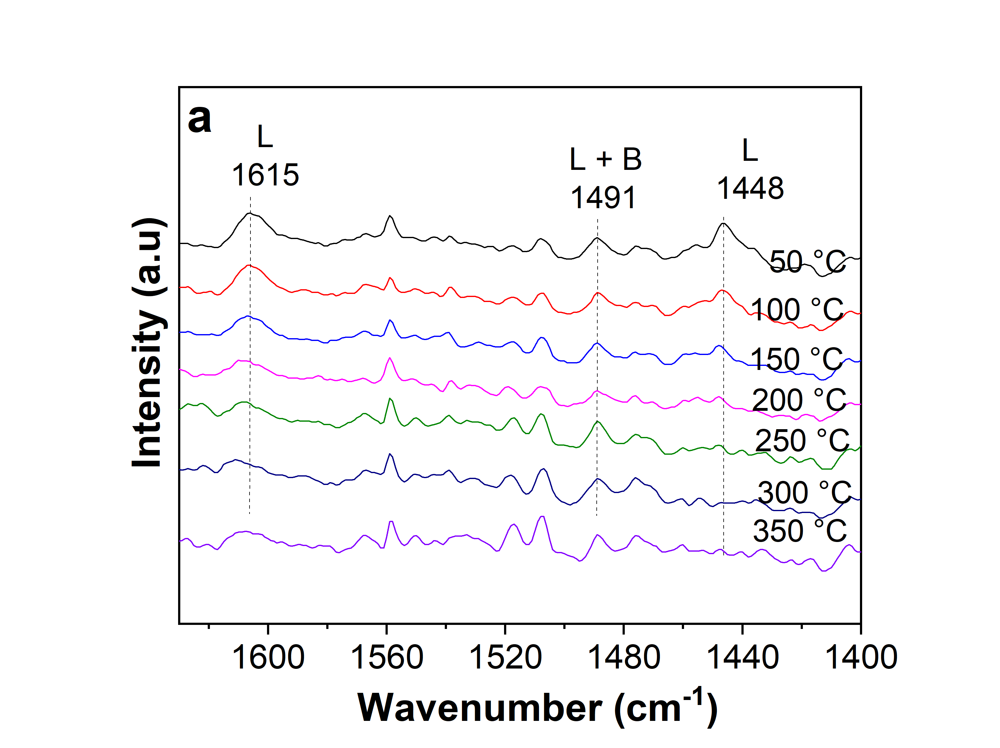 a
L
1615
L + B
1491
L
1448
50 °C
100 °C
150 °C
200 °C
250 °C
300 °C
350 °C
Intensity (a.u)
1600 1560 1520 1480 1440 1400
Wavenumber (cm-1)